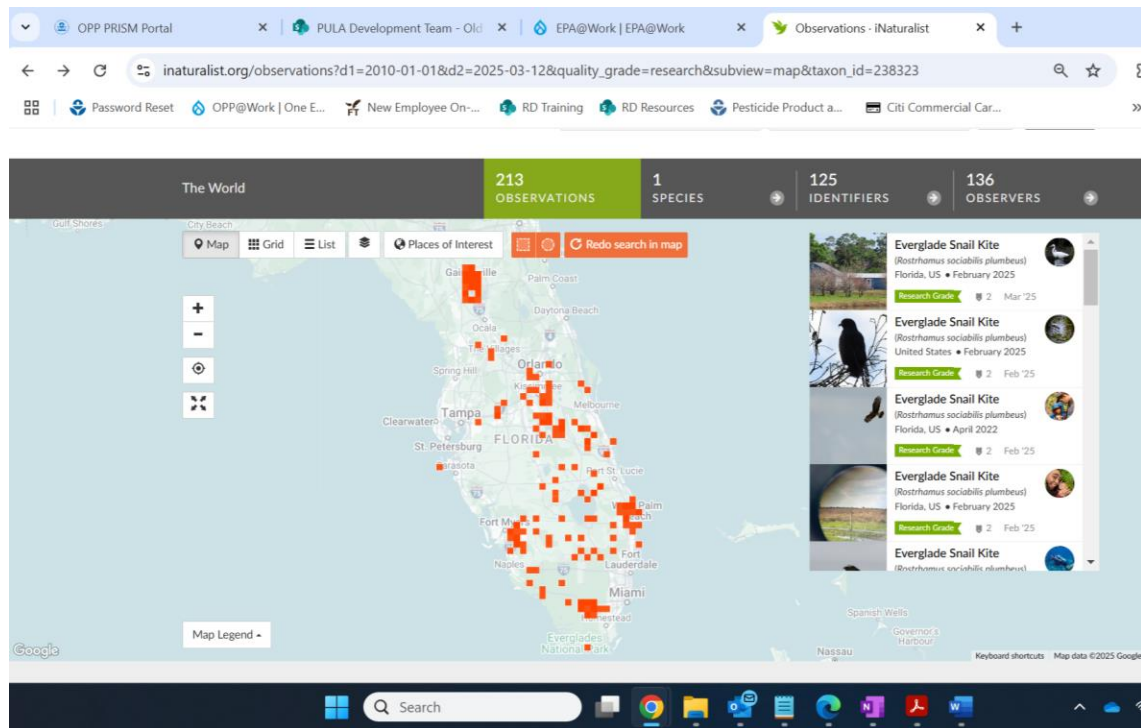 OPP PRISM Portal
PULA Development Team - Old
EPA@Work | EPA@Work
Observations · iNaturalist
inaturalist.org/observations?d1=2010-01-01&d2=2025-03-12&quality_grade=research&subview=map&taxon_id=238323
Password Reset
OPP@Work | One E...
New Employee On-...
RD Training
RD Resources
Pesticide Product a...
Citi Commercial Car...
»
The World
213
OBSERVATIONS
1
SPECIES
125
IDENTIFIERS
136
OBSERVERS
Gulf Shores
City Beach
Map
Grid
List
Places of Interest
Redo search in map
Palm Coast
Daytona Beach
Ocala
Spring Hill
Orlando
Melbourne
Tampa
Clearwater
St. Petersburg
FLORIDA
Sarasota
Port St. Lucie
Fort Myers
Naples
Fort
Lauderdale
Miami
Everglades
National Park
Spanish Wells
Governor's
Harbour
Nassau
Everglade Snail Kite
(Rostrhamus sociabilis plumbeus)
Florida, US • February 2025
Research Grade 2 Mar '25
Everglade Snail Kite
(Rostrhamus sociabilis plumbeus)
United States • February 2025
Research Grade 2 Feb '25
Everglade Snail Kite
(Rostrhamus sociabilis plumbeus)
Florida, US • April 2022
Research Grade 2 Feb '25
Everglade Snail Kite
(Rostrhamus sociabilis plumbeus)
Florida, US • February 2025
Research Grade 2 Feb '25
Everglade Snail Kite
(Rostrhamus sociabilis plumbeus)
Map Legend
Google
Keyboard shortcuts
Map data ©2025 Google
Search